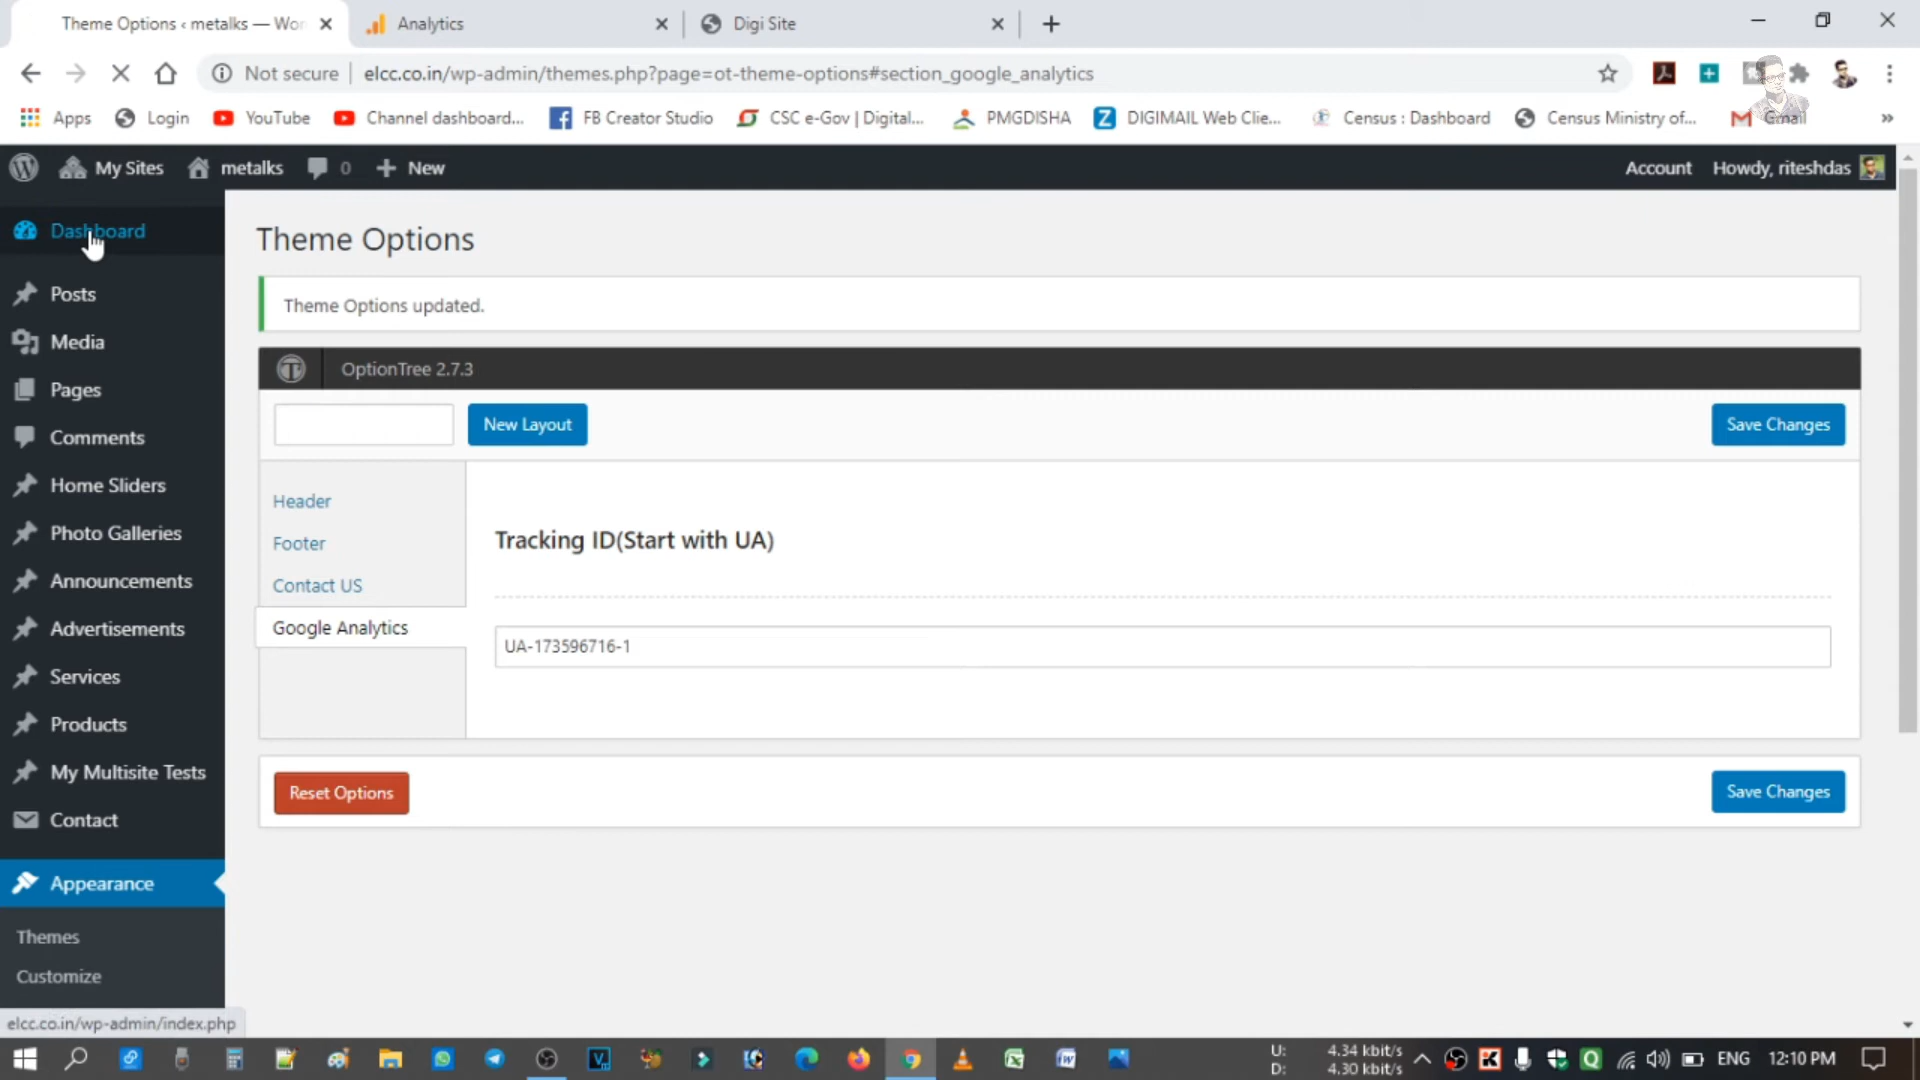 Theme Options ‹ metalks — Wor
Analytics
Digi Site
Not secure
elcc.co.in/wp-admin/themes.php?page=ot-theme-options#section_google_analytics
Apps
Login
YouTube
Channel dashboard...
FB Creator Studio
CSC e-Gov | Digital...
PMGDISHA
DIGIMAIL Web Clie...
Census : Dashboard
Census Ministry of...
Gmail
»
My Sites
metalks
0
New
Account
Howdy, riteshdas
Dashboard
Posts
Media
Pages
Comments
Home Sliders
Photo Galleries
Announcements
Advertisements
Services
Products
My Multisite Tests
Contact
Appearance
Themes
Customize
elcc.co.in/wp-admin/index.php
Theme Options
Theme Options updated.
OptionTree 2.7.3
New Layout
Save Changes
Header
Footer
Contact US
Google Analytics
Tracking ID(Start with UA)
UA-173596716-1
Reset Options
Save Changes
U: 4.34 kbit/s
D: 4.30 kbit/s
ENG
12:10 PM